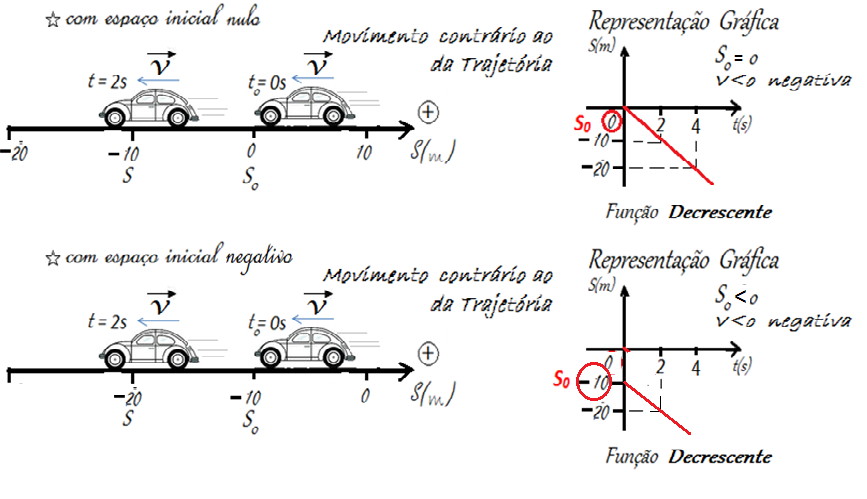 ☆ com espaço inicial nulo
Movimento contrário ao
da Trajetória
v
t = 2s
v
t₀ = 0s
+
-20
-10
0
10
S(m)
S
S₀
Representação Gráfica
S(m)
S₀ = 0
v<0 negativa
S₀
0
2
4
t(s)
-10
-20
Função Decrescente
☆ com espaço inicial negativo
Movimento contrário ao
da Trajetória
v
t = 2s
v
t₀ = 0s
+
-20
-10
0
S(m)
S
S₀
Representação Gráfica
S(m)
S₀ < 0
v<0 negativa
0
2
4
t(s)
S₀
-10
-20
Função Decrescente